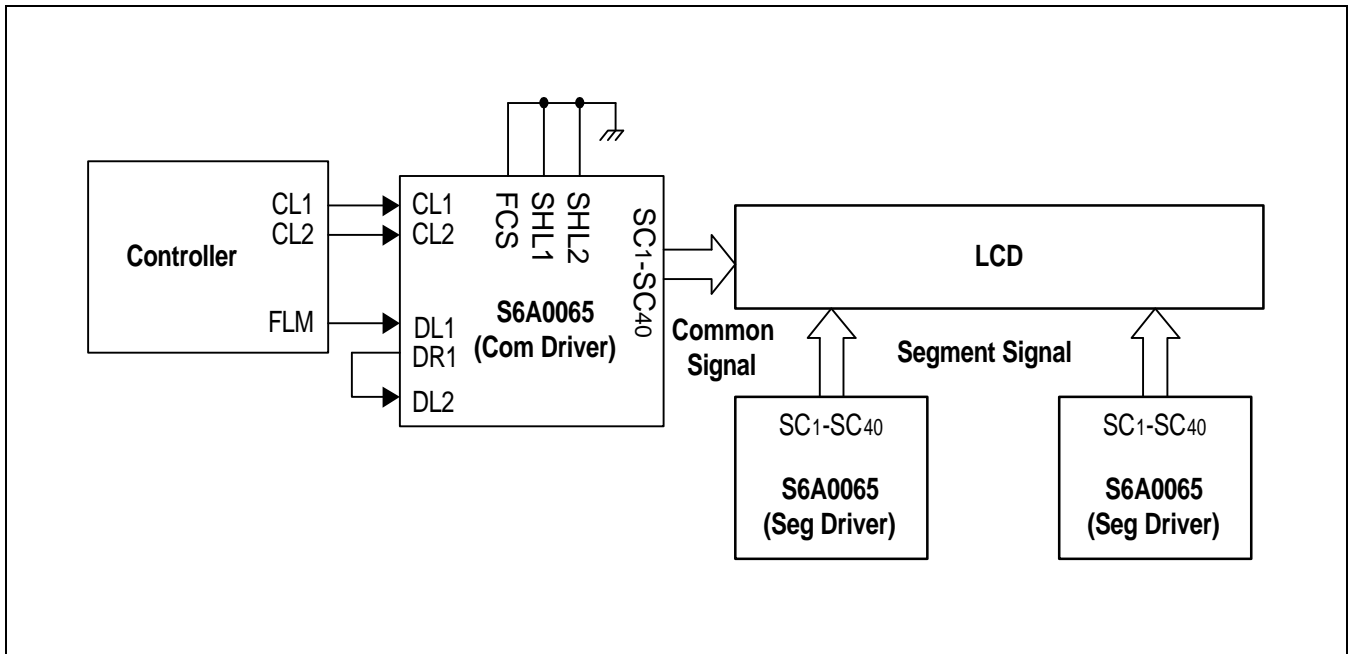 Controller
CL1
CL2
FLM
CL1
CL2
DL1
DR1
DL2
FCS
SHL1
SHL2
SC1-SC40
S6A0065
(Com Driver)
Common
Signal
LCD
Segment Signal
SC1-SC40
S6A0065
(Seg Driver)
SC1-SC40
S6A0065
(Seg Driver)